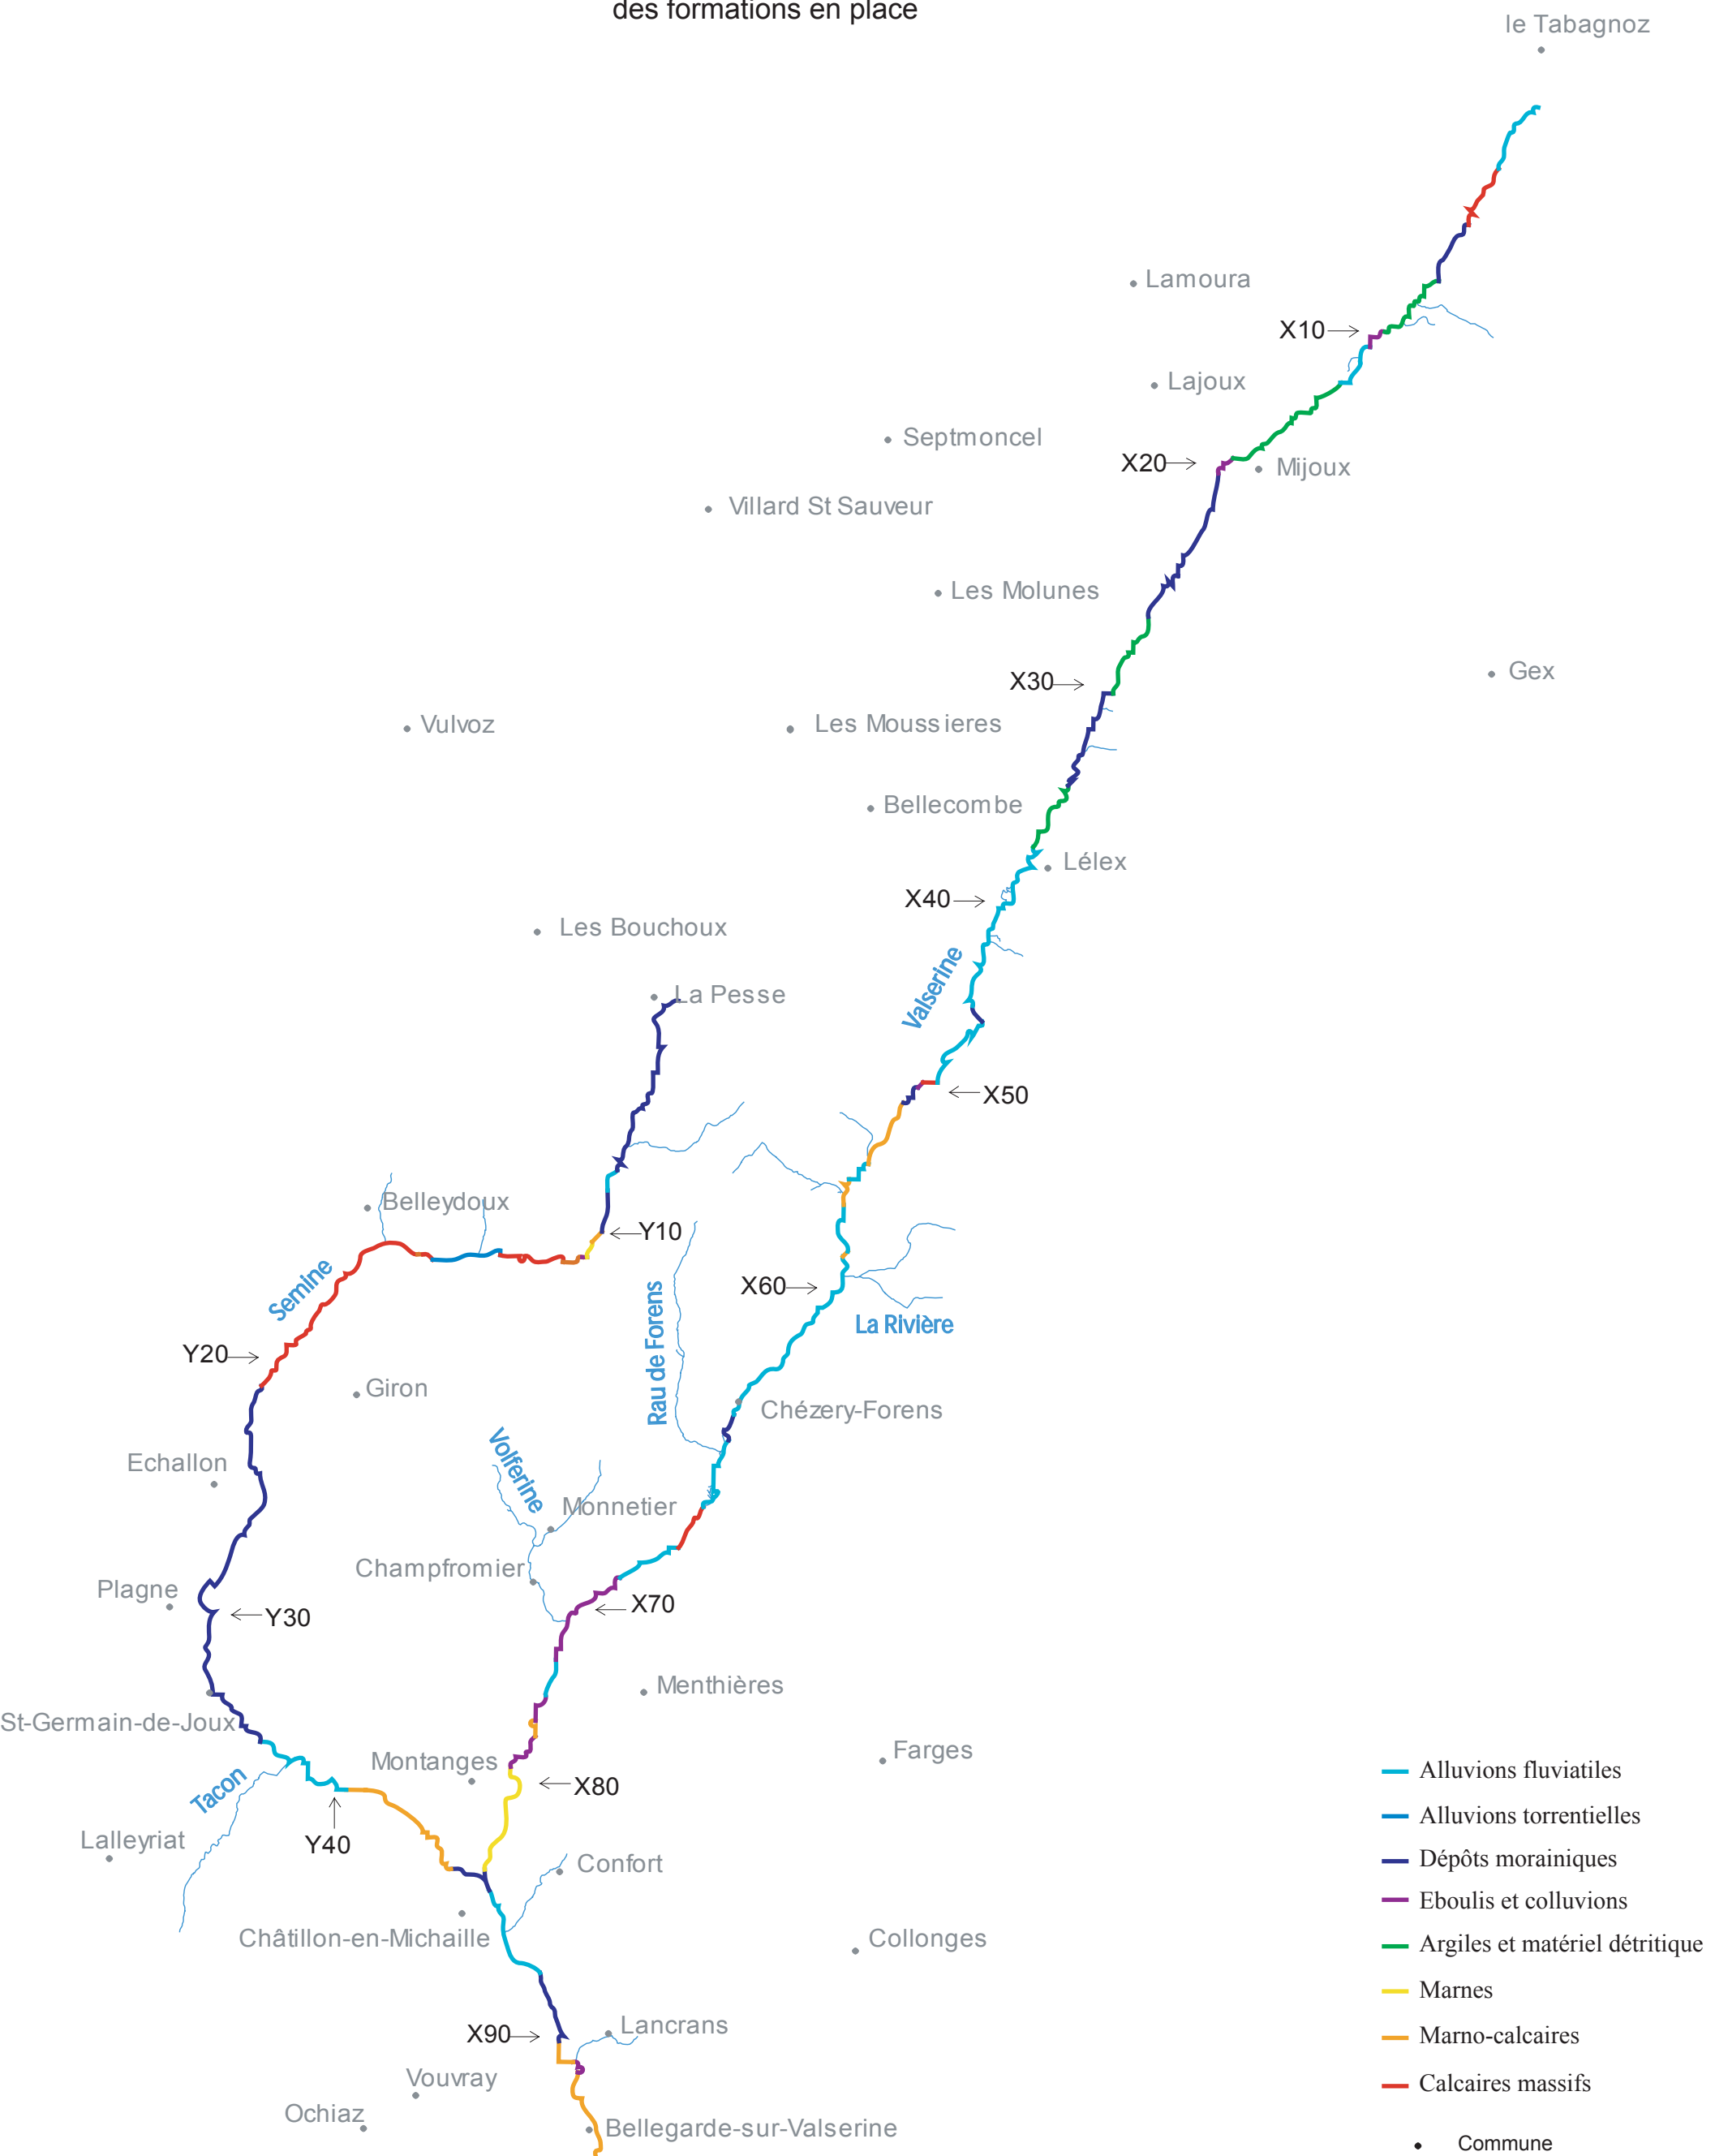 des formations en place
le Tabagnoz
Lamoura
X10
Lajoux
Septmoncel
X20
Mijoux
Villard St Sauveur
Les Molunes
Gex
X30
Vulvoz
Les Moussieres
Bellecombe
Lélex
X40
Les Bouchoux
Valserine
La Pesse
X50
Belleydoux
Y10
Semine
X60
Rau de Forens
La Rivière
Y20
Giron
Chézery-Forens
Echallon
Volferine
Monnetier
Champfromier
Plagne
X70
Y30
Menthières
St-Germain-de-Joux
Farges
Montanges
Alluvions fluviatiles
X80
Tacon
Alluvions torrentielles
Lalleyriat
Y40
Confort
Dépôts morainiques
Eboulis et colluvions
Châtillon-en-Michaille
Collonges
Argiles et matériel détritique
Marnes
X90
Lancrans
Marno-calcaires
Vouvray
Calcaires massifs
Ochiaz
Bellegarde-sur-Valserine
Commune